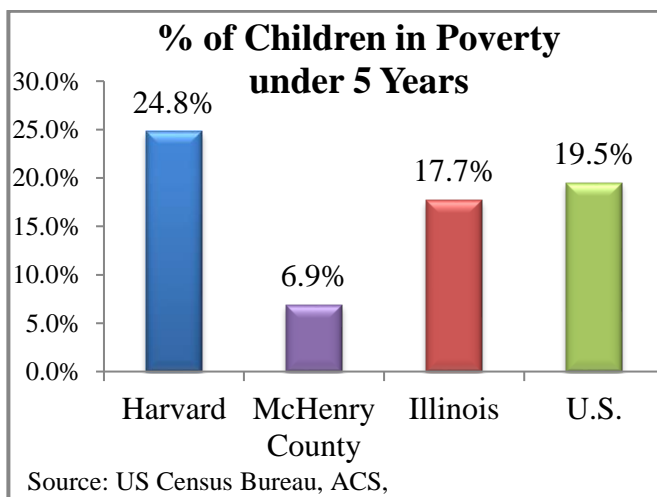 % of Children in Poverty
under 5 Years
30.0%
25.0%
20.0%
15.0%
10.0%
5.0%
0.0%
24.8%
6.9%
17.7%
19.5%
Harvard
McHenry
County
Illinois
U.S.
Source: US Census Bureau, ACS,